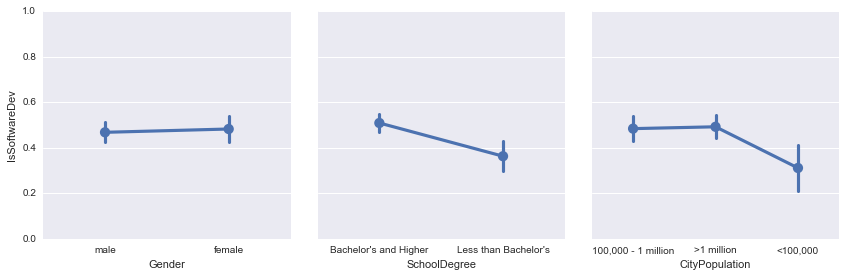 1.0
0.8
0.6
0.4
0.2
0.0
IsSoftwareDev
male female
Gender
Bachelor's and Higher Less than Bachelor's
SchoolDegree
100,000 - 1 million >1 million <100,000
CityPopulation